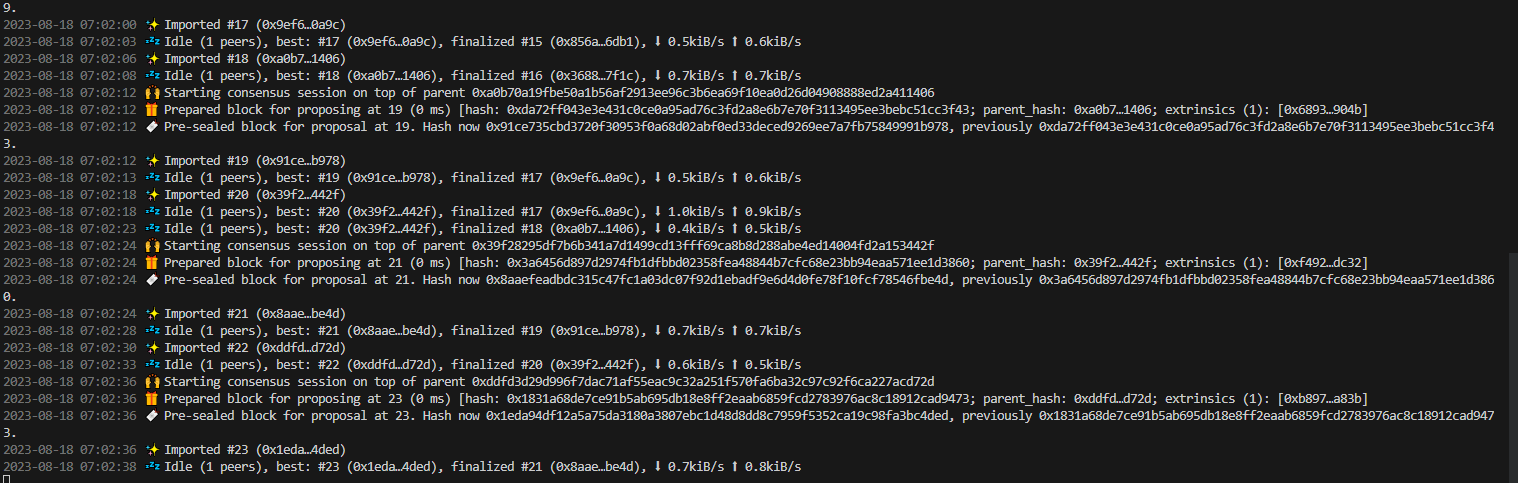 9.
2023-08-18 07:02:00 ✨ Imported #17 (0x9ef6…0a9c)
2023-08-18 07:02:03 💤 Idle (1 peers), best: #17 (0x9ef6…0a9c), finalized #15 (0x856a…6db1), ⬇ 0.5kiB/s ⬆ 0.6kiB/s
2023-08-18 07:02:06 ✨ Imported #18 (0xa0b7…1406)
2023-08-18 07:02:08 💤 Idle (1 peers), best: #18 (0xa0b7…1406), finalized #16 (0x3688…7f1c), ⬇ 0.7kiB/s ⬆ 0.7kiB/s
2023-08-18 07:02:12 🙌 Starting consensus session on top of parent 0xa0b70a19fbe50a1b56af2913ee96c3b6ea69f10ea0d26d04908888ed2a411406
2023-08-18 07:02:12 🎁 Prepared block for proposing at 19 (0 ms) [hash: 0xda72ff043e3e431c0ce0a95ad76c3fd2a8e6b7e70f3113495ee3bebc51cc3f43; parent_hash: 0xa0b7…1406; extrinsics (1): [0x6893…904b]
2023-08-18 07:02:12 🔖 Pre-sealed block for proposal at 19. Hash now 0x91ce735cbd3720f30953f0a68d02abf0ed33deced9269ee7a7fb75849991b978, previously 0xda72ff043e3e431c0ce0a95ad76c3fd2a8e6b7e70f3113495ee3bebc51cc3f4
3.
2023-08-18 07:02:12 ✨ Imported #19 (0x91ce…b978)
2023-08-18 07:02:13 💤 Idle (1 peers), best: #19 (0x91ce…b978), finalized #17 (0x9ef6…0a9c), ⬇ 0.5kiB/s ⬆ 0.6kiB/s
2023-08-18 07:02:18 ✨ Imported #20 (0x39f2…442f)
2023-08-18 07:02:18 💤 Idle (1 peers), best: #20 (0x39f2…442f), finalized #17 (0x9ef6…0a9c), ⬇ 1.0kiB/s ⬆ 0.9kiB/s
2023-08-18 07:02:23 💤 Idle (1 peers), best: #20 (0x39f2…442f), finalized #18 (0xa0b7…1406), ⬇ 0.4kiB/s ⬆ 0.5kiB/s
2023-08-18 07:02:24 🙌 Starting consensus session on top of parent 0x39f28295df7b6b341a7d1499cd13fff69ca8b8d288abe4ed14004fd2a153442f
2023-08-18 07:02:24 🎁 Prepared block for proposing at 21 (0 ms) [hash: 0x3a6456d897d2974fb1dfbbd02358fea48844b7cfc68e23bb94eaa571ee1d3860; parent_hash: 0x39f2…442f; extrinsics (1): [0xf492…dc32]
2023-08-18 07:02:24 🔖 Pre-sealed block for proposal at 21. Hash now 0x8aaefeadbdc315c47fc1a03dc07f92d1ebadf9e6d4d0fe78f10fcf78546fbe4d, previously 0x3a6456d897d2974fb1dfbbd02358fea48844b7cfc68e23bb94eaa571ee1d386
0.
2023-08-18 07:02:24 ✨ Imported #21 (0x8aae…be4d)
2023-08-18 07:02:28 💤 Idle (1 peers), best: #21 (0x8aae…be4d), finalized #19 (0x91ce…b978), ⬇ 0.7kiB/s ⬆ 0.7kiB/s
2023-08-18 07:02:30 ✨ Imported #22 (0xddfd…d72d)
2023-08-18 07:02:33 💤 Idle (1 peers), best: #22 (0xddfd…d72d), finalized #20 (0x39f2…442f), ⬇ 0.6kiB/s ⬆ 0.5kiB/s
2023-08-18 07:02:36 🙌 Starting consensus session on top of parent 0xddfd3d29d996f7dac71af55eac9c32a251f570fa6ba32c97c92f6ca227acd72d
2023-08-18 07:02:36 🎁 Prepared block for proposing at 23 (0 ms) [hash: 0x1831a68de7ce91b5ab695db18e8ff2eaab6859fcd2783976ac8c18912cad9473; parent_hash: 0xddfd…d72d; extrinsics (1): [0xb897…a83b]
2023-08-18 07:02:36 🔖 Pre-sealed block for proposal at 23. Hash now 0x1eda94df12a5a75da3180a3807ebc1d48d8dd8c7959f5352ca19c98fa3bc4ded, previously 0x1831a68de7ce91b5ab695db18e8ff2eaab6859fcd2783976ac8c18912cad947
3.
2023-08-18 07:02:36 ✨ Imported #23 (0x1eda…4ded)
2023-08-18 07:02:38 💤 Idle (1 peers), best: #23 (0x1eda…4ded), finalized #21 (0x8aae…be4d), ⬇ 0.7kiB/s ⬆ 0.8kiB/s